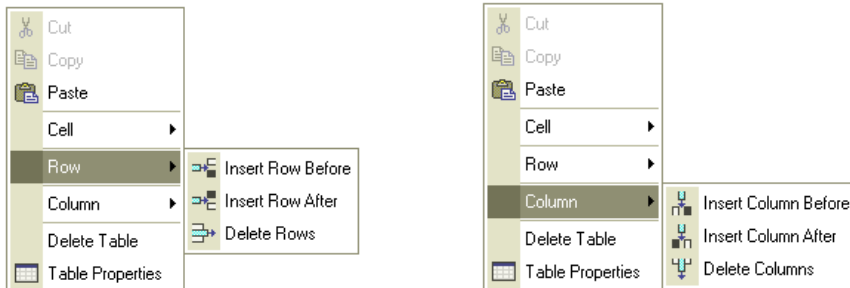 Cut
Copy
Paste
Cell
Row
Column
Delete Table
Table Properties
Insert Row Before
Insert Row After
Delete Rows
Cut
Copy
Paste
Cell
Row
Column
Delete Table
Table Properties
Insert Column Before
Insert Column After
Delete Columns